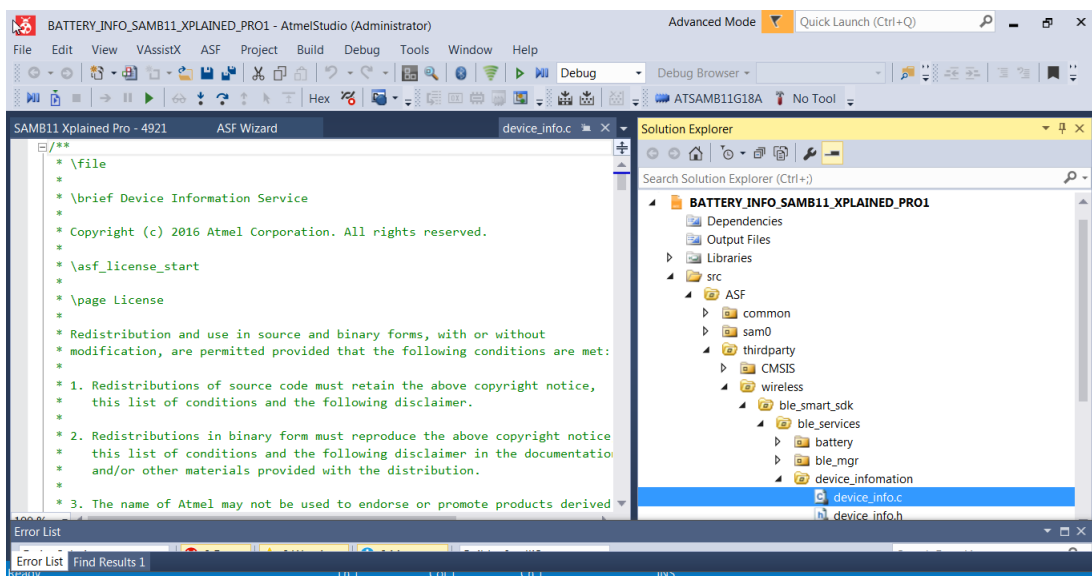 BATTERY_INFO_SAMB11_XPLAINED_PRO1 - AtmelStudio (Administrator)
Advanced Mode
Quick Launch (Ctrl+Q)
File Edit View VAssistX ASF Project Build Debug Tools Window Help
Debug
Debug Browser
Hex
ATSAMB11G18A
No Tool
SAMB11 Xplained Pro - 4921
ASF Wizard
device_info.c
/**
* \file
*
* \brief Device Information Service
*
* Copyright (c) 2016 Atmel Corporation. All rights reserved.
*
* \asf_license_start
*
* \page License
*
* Redistribution and use in source and binary forms, with or without
* modification, are permitted provided that the following conditions are met:
*
* 1. Redistributions of source code must retain the above copyright notice,
* this list of conditions and the following disclaimer.
*
* 2. Redistributions in binary form must reproduce the above copyright notice
* this list of conditions and the following disclaimer in the documentatio
* and/or other materials provided with the distribution.
*
* 3. The name of Atmel may not be used to endorse or promote products derived
Solution Explorer
Search Solution Explorer (Ctrl+;)
BATTERY_INFO_SAMB11_XPLAINED_PRO1
Dependencies
Output Files
Libraries
src
ASF
common
sam0
thirdparty
CMSIS
wireless
ble_smart_sdk
ble_services
battery
ble_mgr
device_infomation
device_info.c
device_info.h
Error List
Error List
Find Results 1